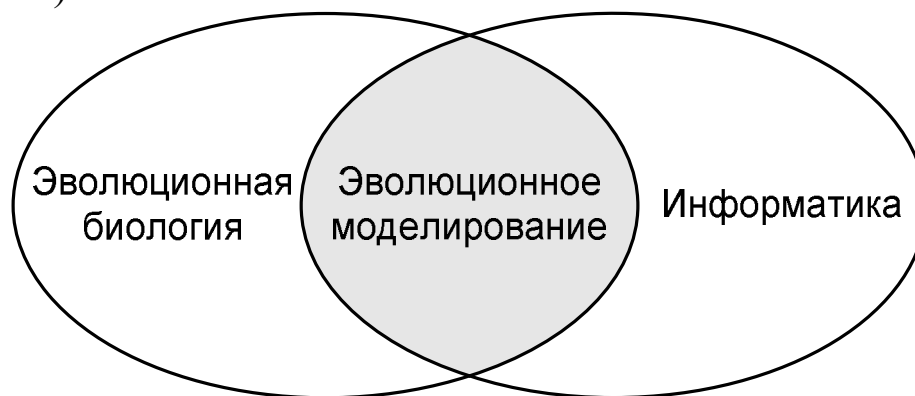 Эволюционная
биология
Эволюционное
моделирование
Информатика